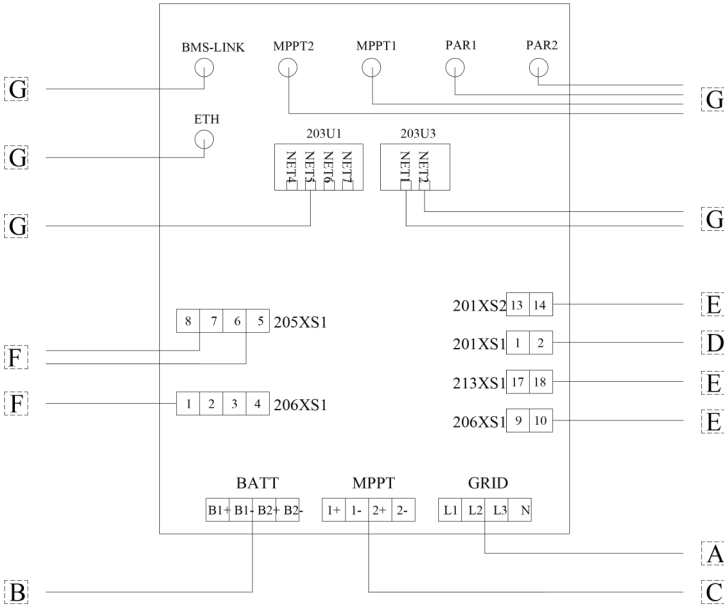 BMS-LINK MPPT2 MPPT1 PAR1 PAR2
G
G
ETH
203U1 203U3
G
NET4 NET5 NET6 NET7
NET1 NET2
G
G
201XS2 13 14 E
8 7 6 5 205XS1
201XS1 1 2 D
F
213XS1 17 18 E
F
1 2 3 4 206XS1
206XS1 9 10 E
BATT MPPT GRID
B1+ B1- B2+ B2- 1+ 1- 2+ 2- L1 L2 L3 N
A
B
C